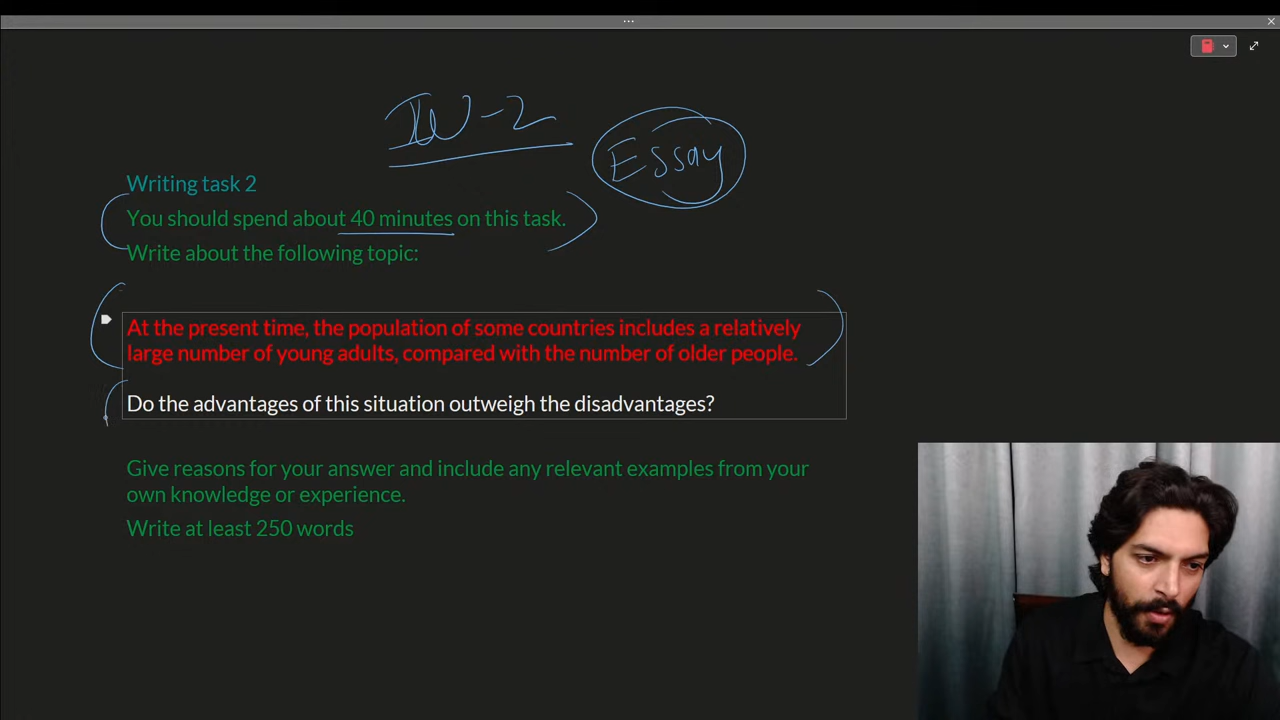 IW-2
Essay
Writing task 2
You should spend about 40 minutes on this task.
Write about the following topic:
At the present time, the population of some countries includes a relatively
large number of young adults, compared with the number of older people.
Do the advantages of this situation outweigh the disadvantages?
Give reasons for your answer and include any relevant examples from your
own knowledge or experience.
Write at least 250 words